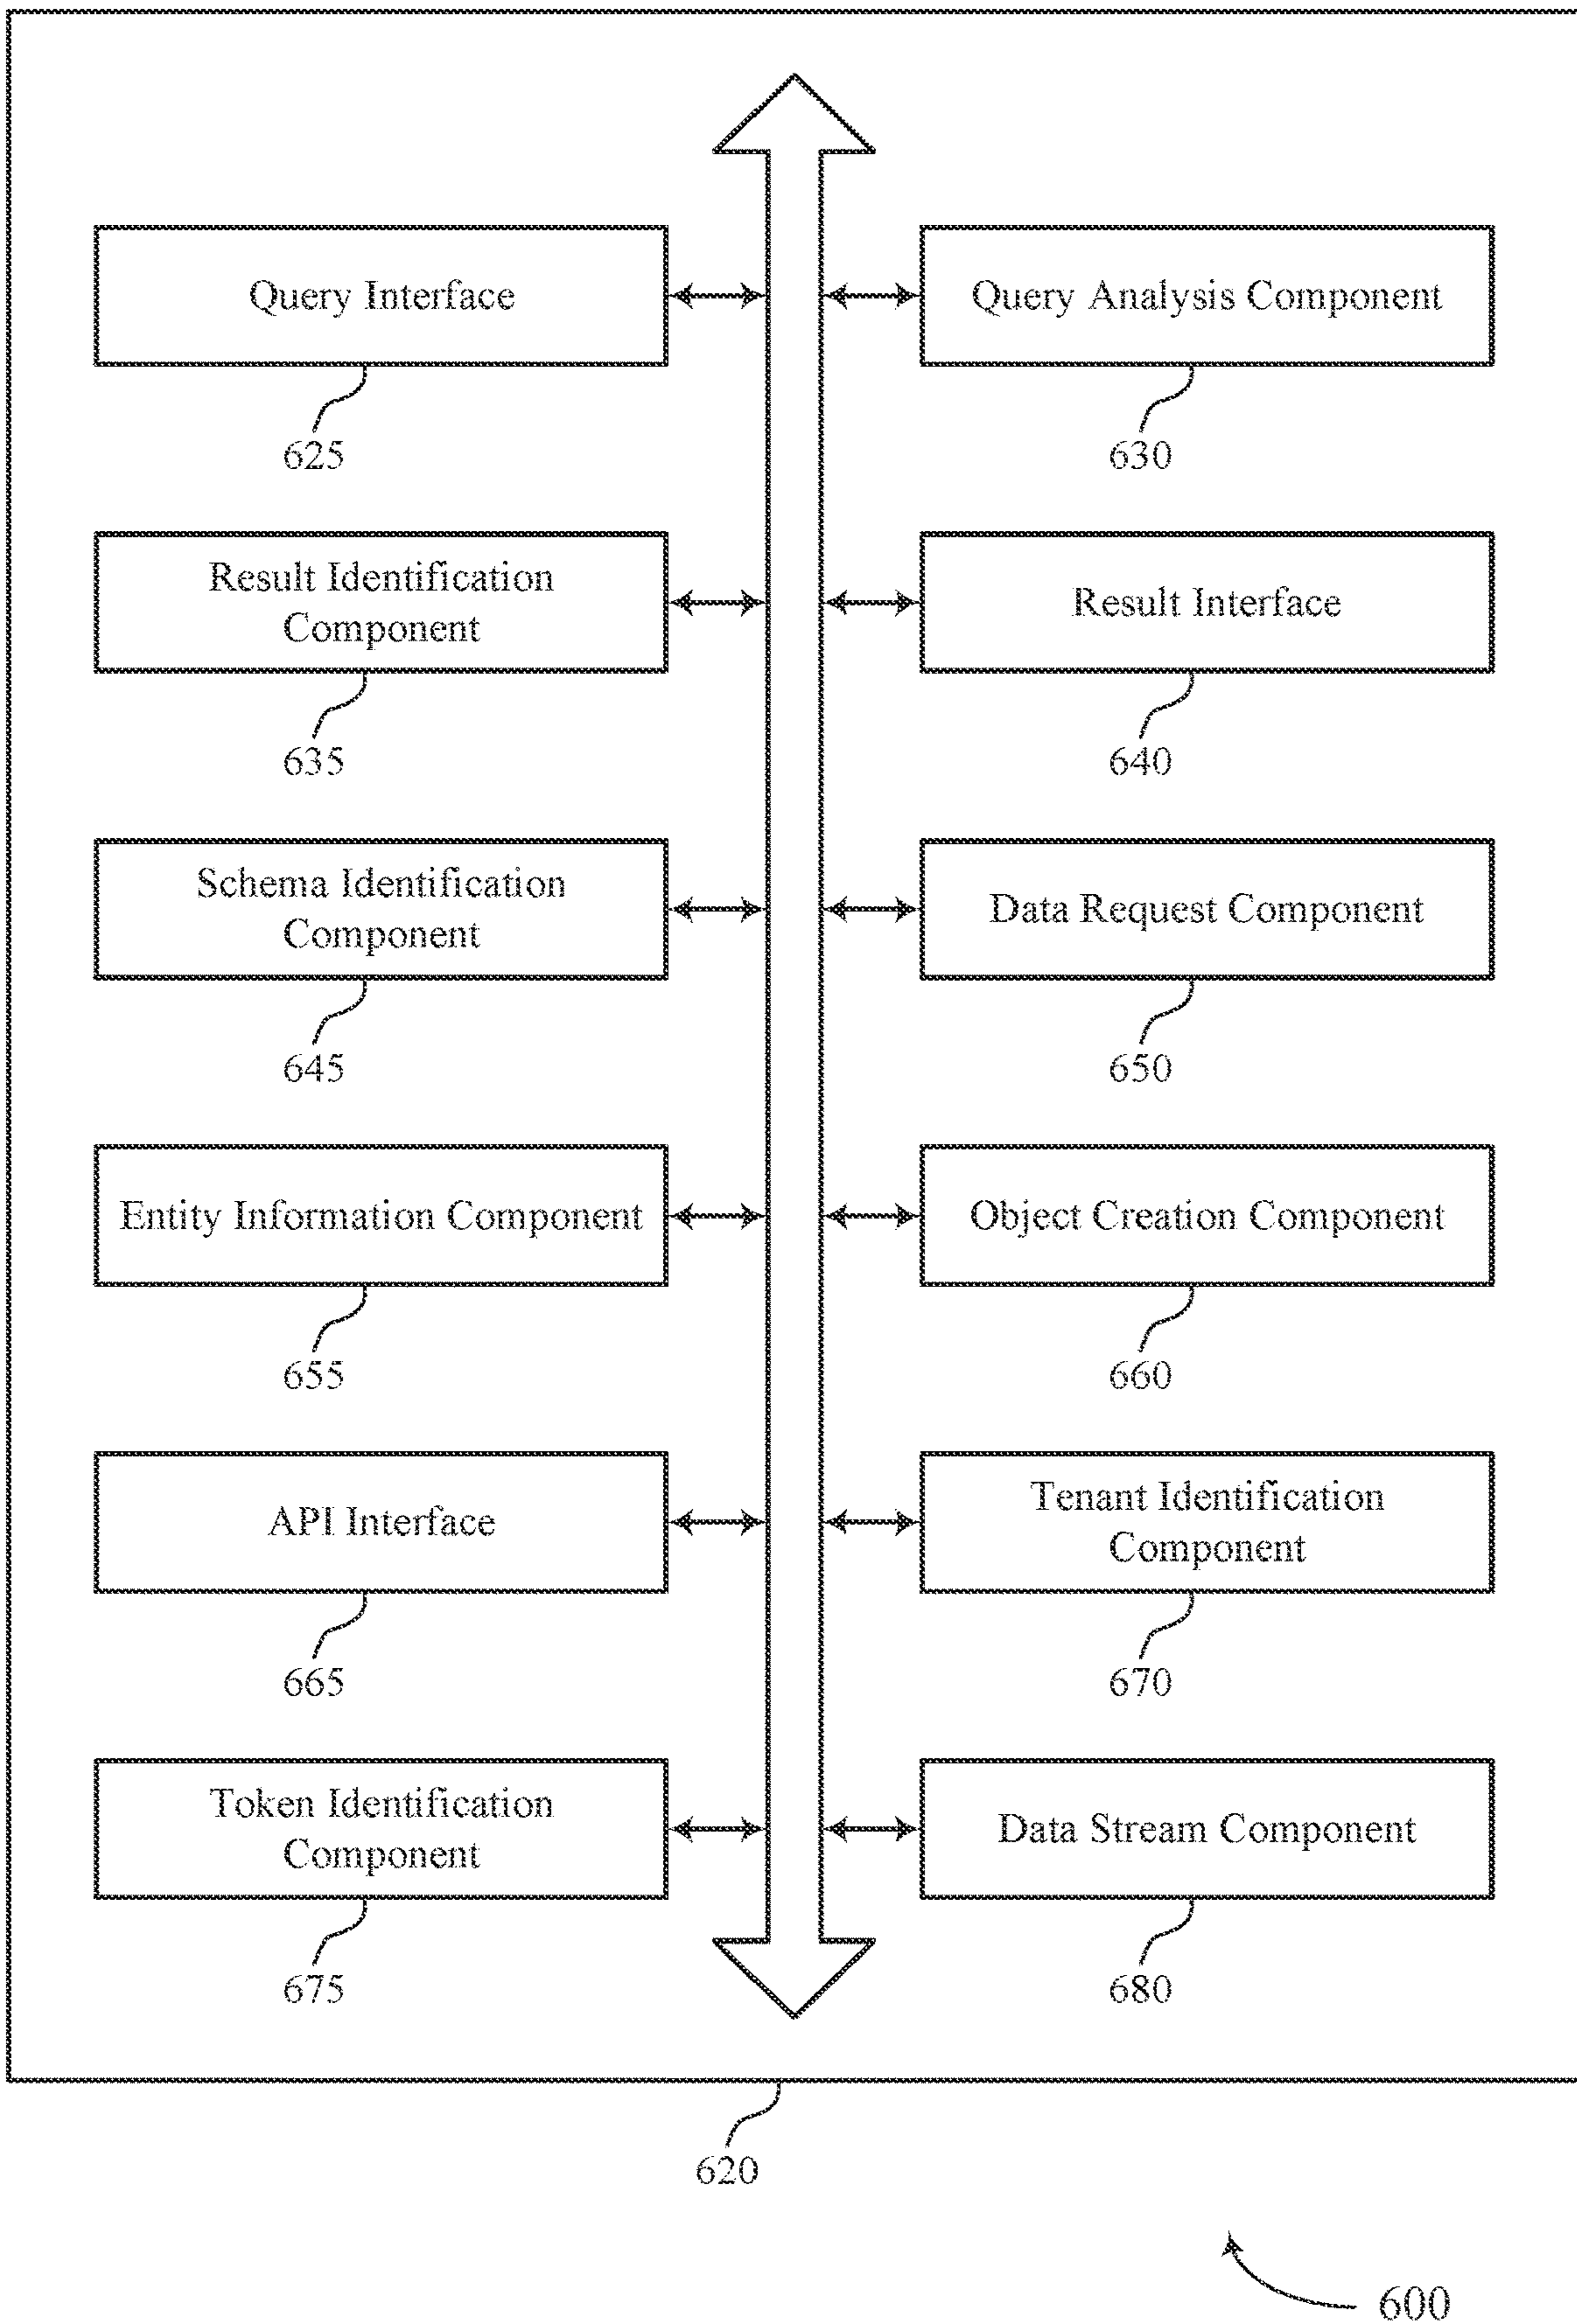 Query Interface
625
Query Analysis Component
630
Result Identification
Component
635
Result Interface
640
Schema Identification
Component
645
Data Request Component
650
Entity Information Component
655
Object Creation Component
660
API Interface
665
Tenant Identification
Component
670
Token Identification
Component
675
Data Stream Component
680
620
600